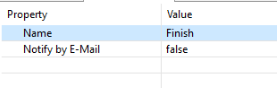 Property Value
Name Finish
Notify by E-Mail false